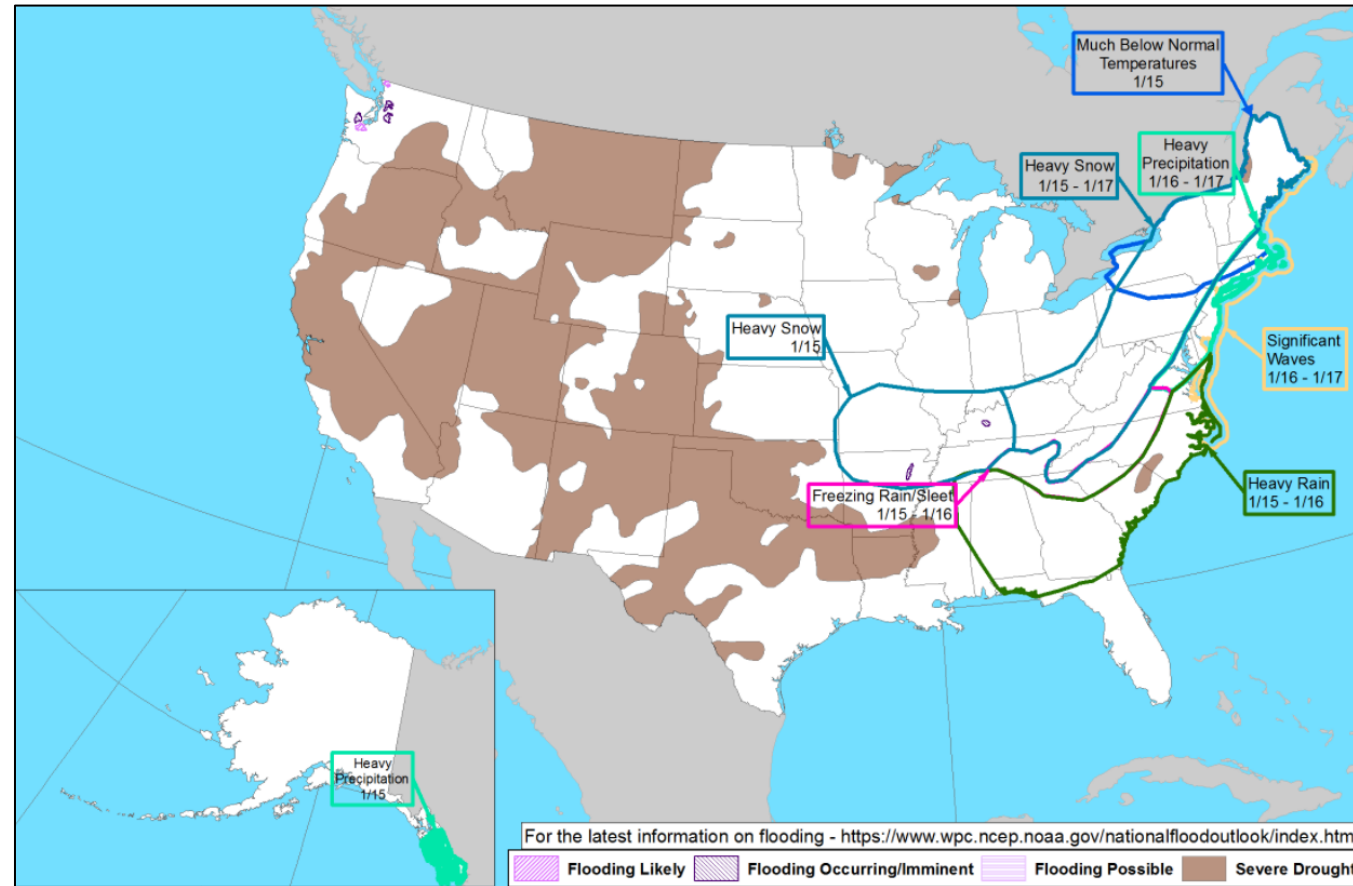 Much Below Normal
Temperatures
1/15
Heavy
Precipitation
1/16 - 1/17
Heavy Snow
1/15 - 1/17
Heavy Snow
1/15
Significant
Waves
1/16 - 1/17
Freezing Rain/Sleet
1/15 - 1/16
Heavy Rain
1/15 - 1/16
Heavy
Precipitation
1/15
For the latest information on flooding - https://www.wpc.ncep.noaa.gov/nationalfloodoutlook/index.htm
Flooding Likely Flooding Occurring/Imminent Flooding Possible Severe Drought